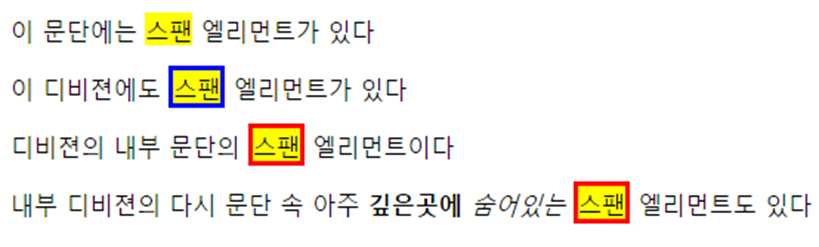 이 문단에는 스팬 엘리먼트가 있다
이 디비젼에도 스팬 엘리먼트가 있다
디비젼의 내부 문단의 스팬 엘리먼트이다
내부 디비젼의 다시 문단 속 아주 깊은곳에 숨어있는 스팬 엘리먼트도 있다